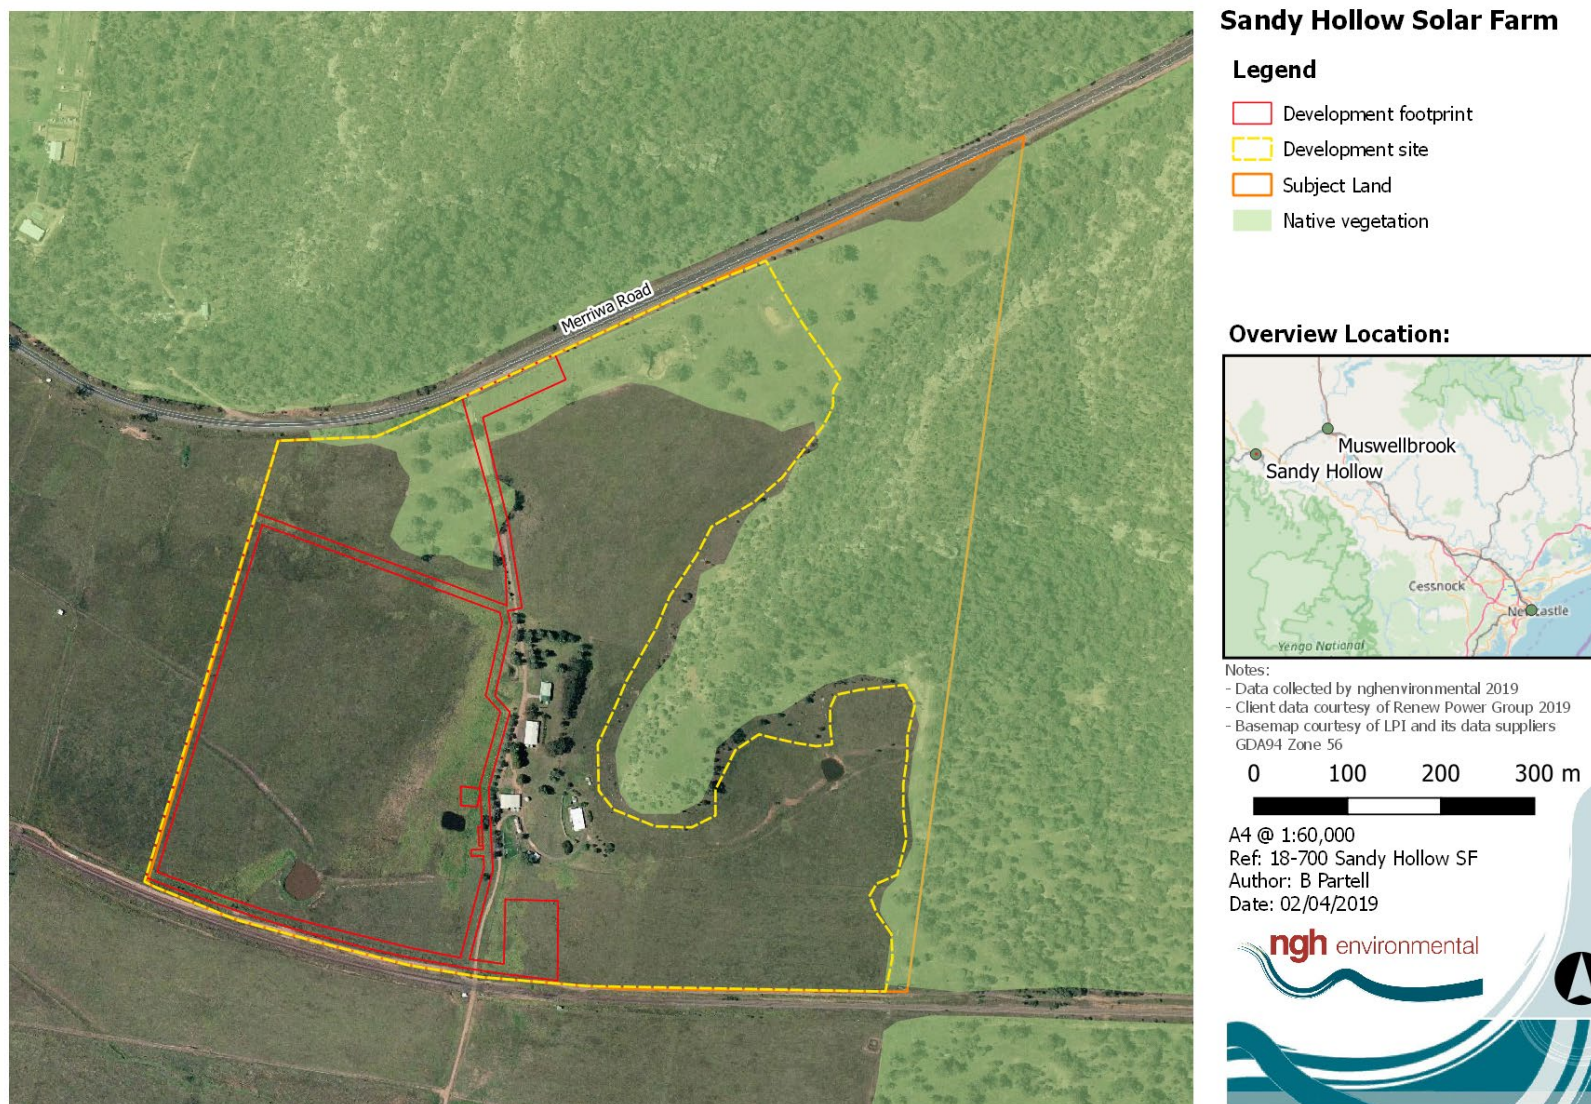 Sandy Hollow Solar Farm
Legend
Development footprint
Development site
Subject Land
Native vegetation
Merriwa Road
Overview Location:
Muswellbrook
Sandy Hollow
Cessnock
Newcastle
Yengo National
Notes:
- Data collected by nghenvironmental 2019
- Client data courtesy of Renew Power Group 2019
- Basemap courtesy of LPI and its data suppliers
GDA94 Zone 56
0 100 200 300 m
A4 @ 1:60,000
Ref: 18-700 Sandy Hollow SF
Author: B Partell
Date: 02/04/2019
ngh environmental